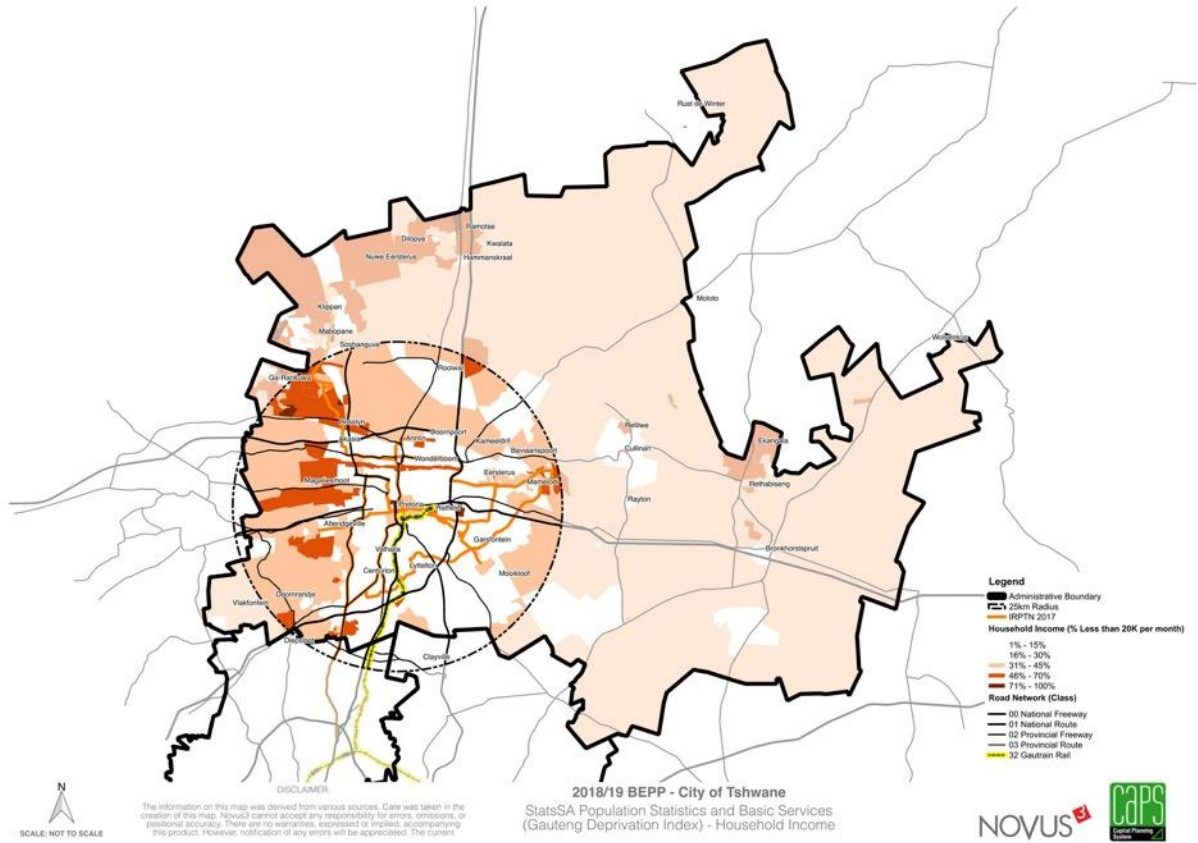 Rust de Winter
Ramotse
Dilopye
Kwalata
Nuwe Eersterus
Hammanskraal
Klippan
Moloto
Mabopane
Soshanguve
Roolwal
Ga-Rankuwa
Rosslyn
Akasia
Annlin
Doornpoort
Kameeldrif
Wonderboom
Baviaanspoort
Refilwe
Cullinan
Ekangala
Eersterus
Mamelodi
Magalieskroot
Rethabiseng
Rayton
Pretoria
Hatfield
Atteridgeville
Garsfontein
Bronkhorstspruit
Valhalla
Centurion
Lyttelton
Mooikloof
Doornrandje
Vlakfontein
Diepsloot
Clayville
Legend
Administrative Boundary
25km Radius
IRPTN 2017
Household Income (% Less than 20K per month)
1% - 15%
16% - 30%
31% - 45%
46% - 70%
71% - 100%
Road Network (Class)
00 National Freeway
01 National Route
02 Provincial Freeway
03 Provincial Route
32 Gautrain Rail
N
SCALE: NOT TO SCALE
DISCLAIMER:
The information on this map was derived from various sources. Care was taken in the
creation of this map. Novus3 cannot accept any responsibility for errors, omissions, or
positional accuracy. There are no warranties, expressed or implied, accompanying
this product. However, notification of any errors will be appreciated. The current
2018/19 BEPP - City of Tshwane
StatsSA Population Statistics and Basic Services
(Gauteng Deprivation Index) - Household Income
NOVUS3
CAPS
Capital Planning
System